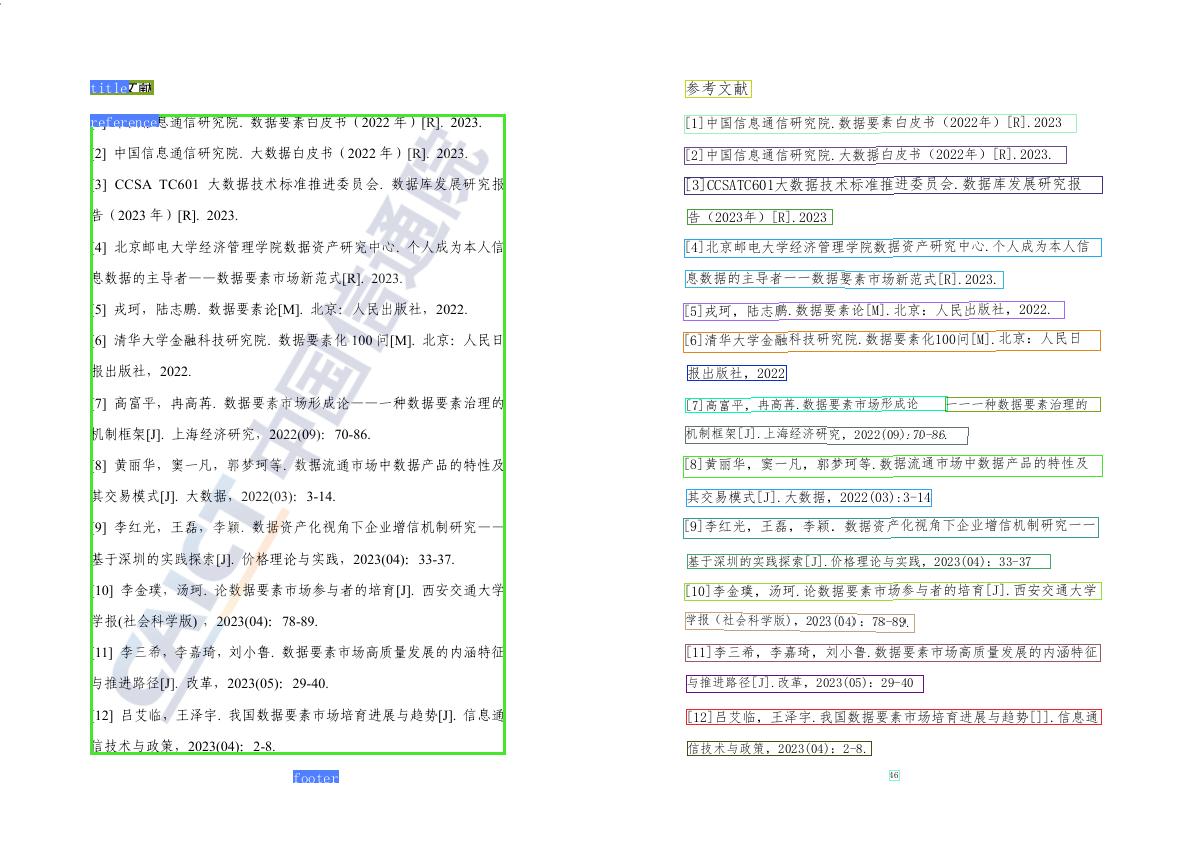 title文献
reference息通信研究院. 数据要素白皮书（2022 年）[R]. 2023.
[2] 中国信息通信研究院. 大数据白皮书（2022 年）[R]. 2023.
[3] CCSA TC601 大数据技术标准推进委员会. 数据库发展研究报
告（2023 年）[R]. 2023.
[4] 北京邮电大学经济管理学院数据资产研究中心. 个人成为本人信
息数据的主导者——数据要素市场新范式[R]. 2023.
[5] 戎珂，陆志鹏. 数据要素论[M]. 北京：人民出版社，2022.
[6] 清华大学金融科技研究院. 数据要素化 100 问[M]. 北京：人民日
报出版社，2022.
[7] 高富平，冉高苒. 数据要素市场形成论——一种数据要素治理的
机制框架[J]. 上海经济研究，2022(09)：70-86.
[8] 黄丽华，窦一凡，郭梦珂等. 数据流通市场中数据产品的特性及
其交易模式[J]. 大数据，2022(03)：3-14.
[9] 李红光，王磊，李颖. 数据资产化视角下企业增信机制研究——
基于深圳的实践探索[J]. 价格理论与实践，2023(04)：33-37.
[10] 李金璞，汤珂. 论数据要素市场参与者的培育[J]. 西安交通大学
学报(社会科学版) ，2023(04)：78-89.
[11] 李三希，李嘉琦，刘小鲁. 数据要素市场高质量发展的内涵特征
与推进路径[J]. 改革，2023(05)：29-40.
[12] 吕艾临，王泽宇. 我国数据要素市场培育进展与趋势[J]. 信息通
信技术与政策，2023(04)：2-8.
footer
CAICT 中国信通院
参考文献
[1]中国信息通信研究院.数据要素白皮书（2022年）[R].2023
[2]中国信息通信研究院.大数据白皮书（2022年）[R].2023.
[3]CCSATC601大数据技术标准推进委员会.数据库发展研究报
告（2023年）[R].2023
[4]北京邮电大学经济管理学院数据资产研究中心.个人成为本人信
息数据的主导者一一数据要素市场新范式[R].2023.
[5]戎珂，陆志鹏.数据要素论[M].北京：人民出版社，2022.
[6]清华大学金融科技研究院.数据要素化100问[M].北京：人民日
报出版社，2022
[7]高富平，冉高苒.数据要素市场形成论 一一一种数据要素治理的
机制框架[J].上海经济研究，2022(09):70-86.
[8]黄丽华，窦一凡，郭梦珂等.数据流通市场中数据产品的特性及
其交易模式[J].大数据，2022(03):3-14
[9]李红光，王磊，李颖.数据资产化视角下企业增信机制研究一一
基于深圳的实践探索[J].价格理论与实践，2023(04)：33-37
[10]李金璞，汤珂.论数据要素市场参与者的培育[J].西安交通大学
学报（社会科学版)，2023(04)：78-89.
[11]李三希，李嘉琦，刘小鲁.数据要素市场高质量发展的内涵特征
与推进路径[J].改革，2023(05)：29-40
[12]吕艾临，王泽宇.我国数据要素市场培育进展与趋势[]].信息通
信技术与政策，2023(04)：2-8.
46